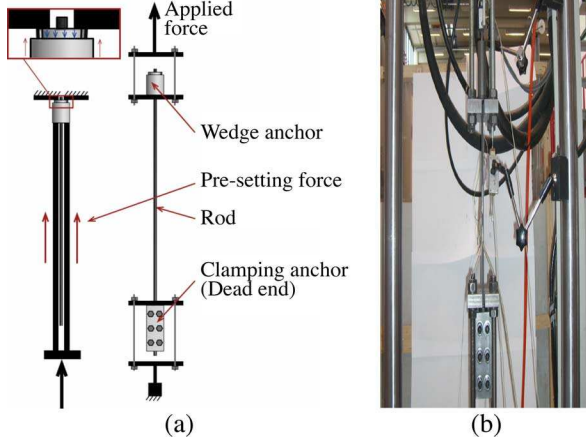 Applied
force
Wedge anchor
Pre-setting force
Rod
Clamping anchor
(Dead end)
(a)
(b)